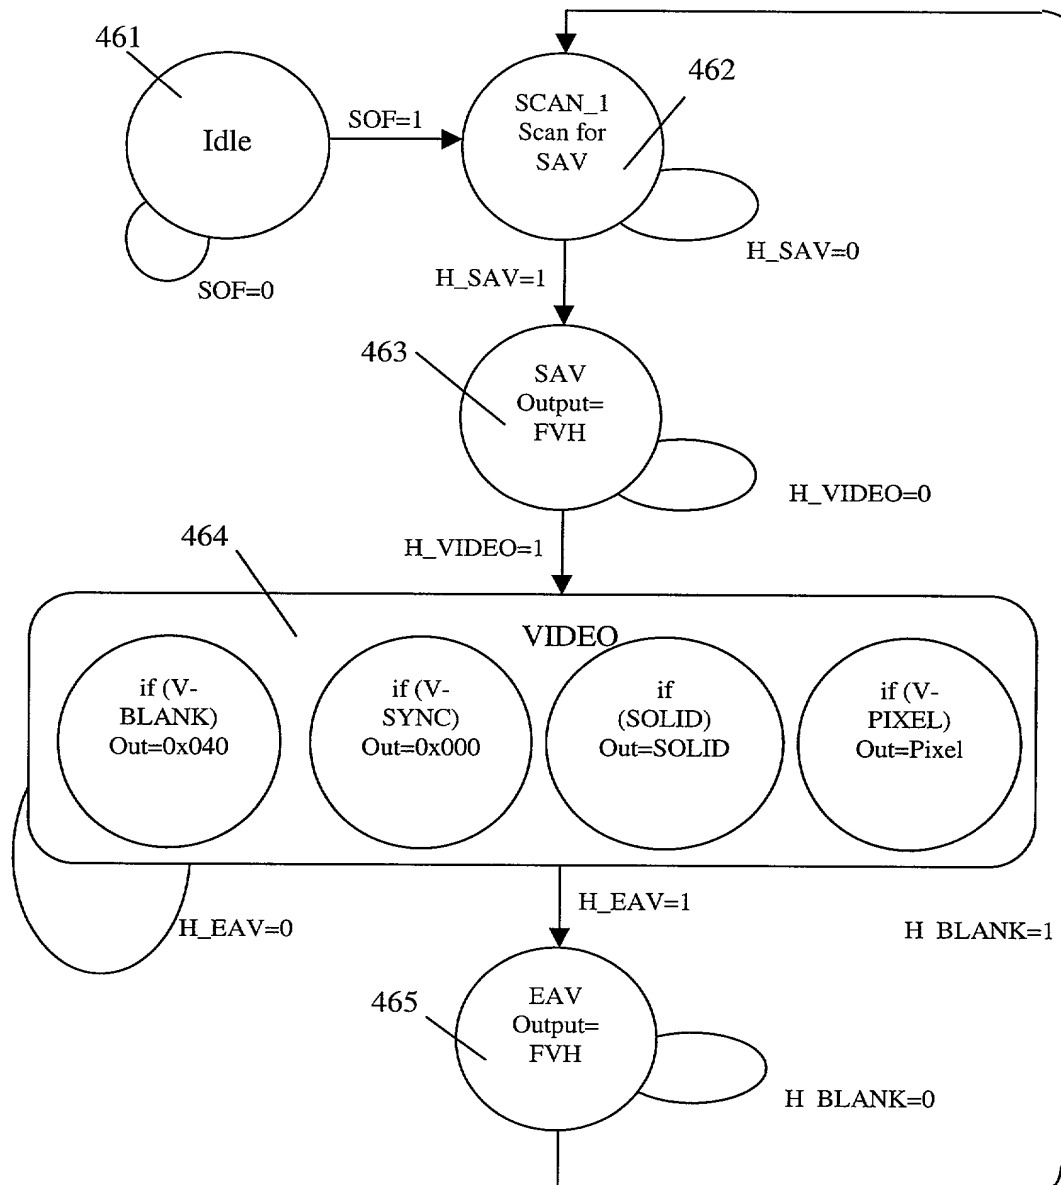 461
462
Idle
SOF=1
SCAN_1
Scan for
SAV
SOF=0
H_SAV=0
H_SAV=1
463
SAV
Output=
FVH
H_VIDEO=0
H_VIDEO=1
464
VIDEO
if (V-
BLANK)
Out=0x040
if (V-
SYNC)
Out=0x000
if
(SOLID)
Out=SOLID
if (V-
PIXEL)
Out=Pixel
H_EAV=0
H_EAV=1
H BLANK=1
465
EAV
Output=
FVH
H BLANK=0